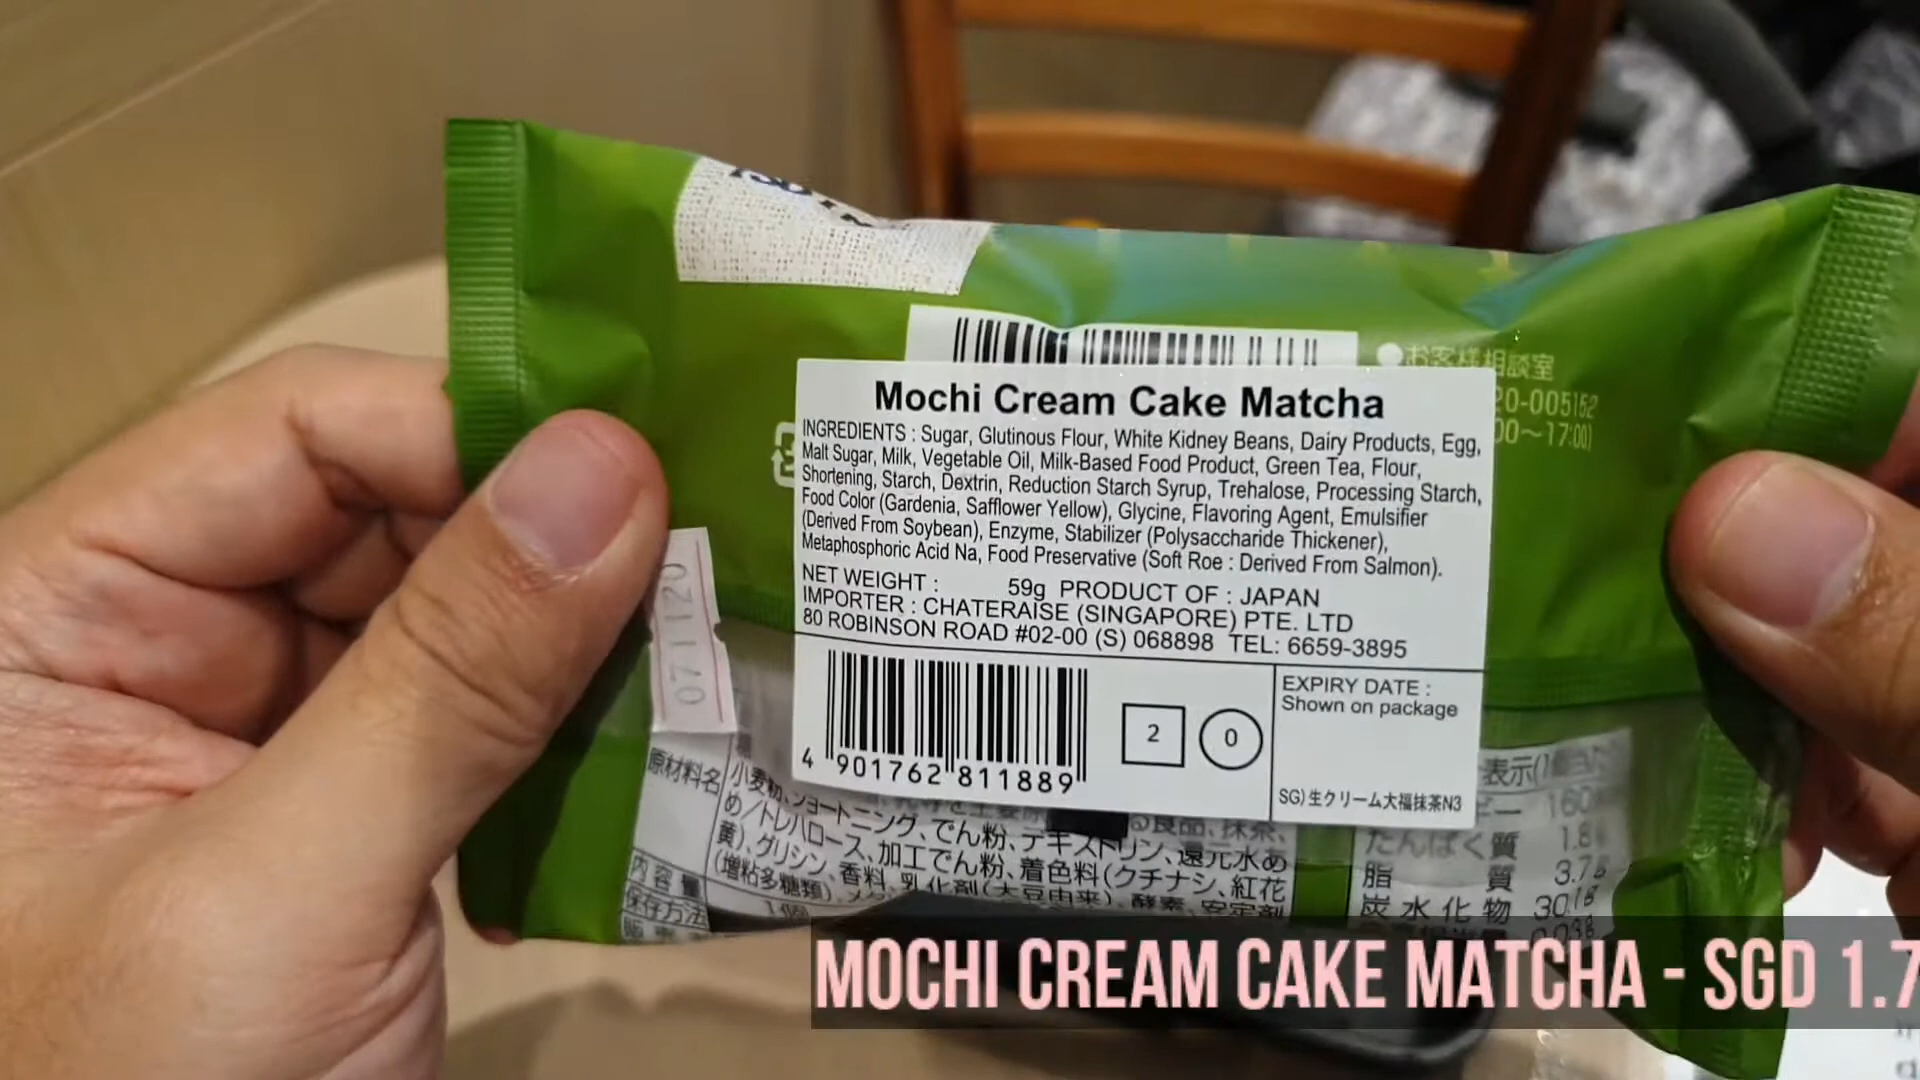 お客様相談室
20-005152
00～17:00)
Mochi Cream Cake Matcha
INGREDIENTS : Sugar, Glutinous Flour, White Kidney Beans, Dairy Products, Egg,
Malt Sugar, Milk, Vegetable Oil, Milk-Based Food Product, Green Tea, Flour,
Shortening, Starch, Dextrin, Reduction Starch Syrup, Trehalose, Processing Starch,
Food Color (Gardenia, Safflower Yellow), Glycine, Flavoring Agent, Emulsifier
(Derived From Soybean), Enzyme, Stabilizer (Polysaccharide Thickener),
Metaphosphoric Acid Na, Food Preservative (Soft Roe : Derived From Salmon).
NET WEIGHT : 59g PRODUCT OF : JAPAN
IMPORTER : CHATERAISE (SINGAPORE) PTE. LTD
80 ROBINSON ROAD #02-00 (S) 068898 TEL: 6659-3895
4 901762 811889
2
0
EXPIRY DATE :
Shown on package
SG) 生クリーム大福抹茶N3
071120
原材料名
る良品、抹茶、
小麦粉、ショートニング、でん粉、デキストリン、還元水あ
め/トレハロース、加工でん粉、着色料(クチナシ、紅花
黄)、グリシン、香料、乳化剤(大豆由来)、酵素、安定剤
(増粘多糖類)、メタ
内容量
1個
保存方法
表示(1個当
ー 160
たんぱく質 1.8
脂質 3.7g
炭水化物 30.1g
MOCHI CREAM CAKE MATCHA - SGD 1.7